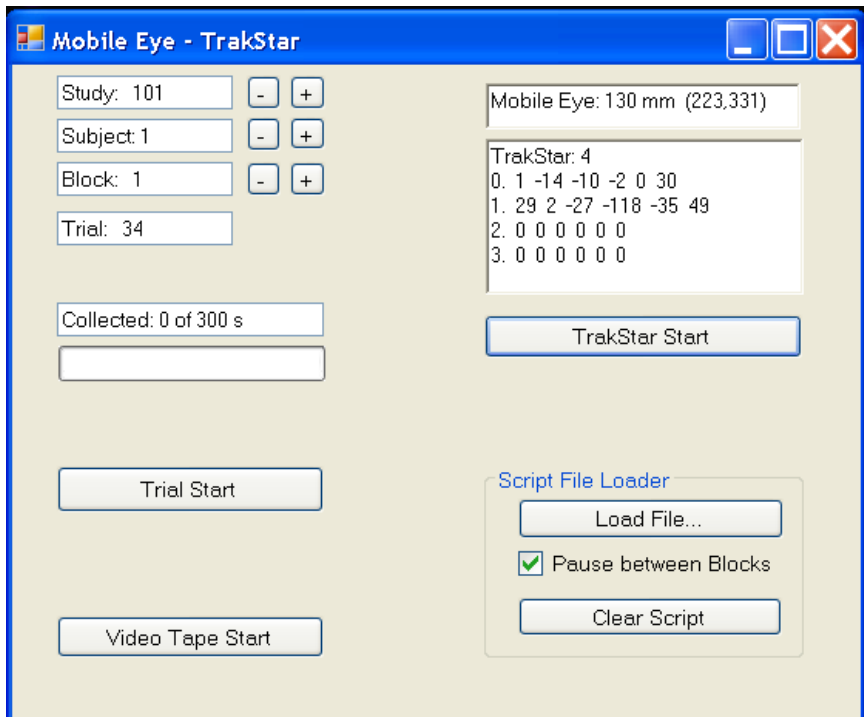 Mobile Eye - TrakStar
Study: 101
- +
Subject: 1
- +
Block: 1
- +
Trial: 34
Collected: 0 of 300 s
Trial Start
Video Tape Start
Mobile Eye: 130 mm (223,331)
TrakStar: 4
0. 1 -14 -10 -2 0 30
1. 29 2 -27 -118 -35 49
2. 0 0 0 0 0 0
3. 0 0 0 0 0 0
TrakStar Start
Script File Loader
Load File...
Pause between Blocks
Clear Script